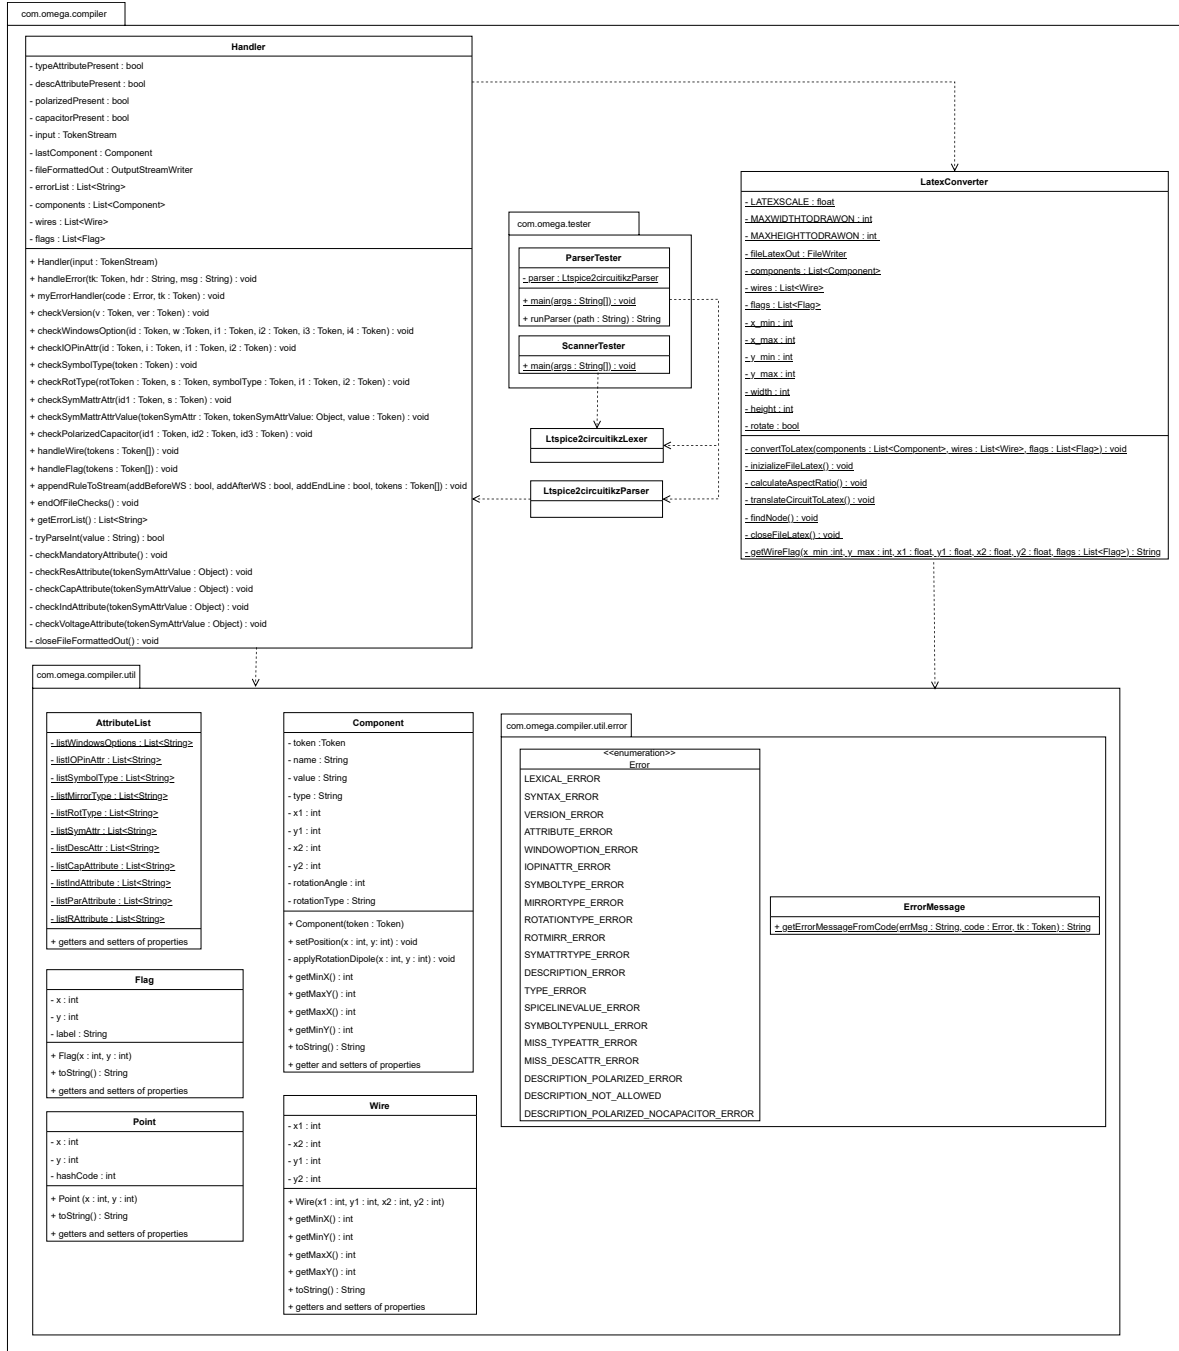 com.omega.compiler
Handler
- typeAttributePresent : bool
- descAttributePresent : bool
- polarizedPresent : bool
- capacitorPresent : bool
- input : TokenStream
- lastComponent : Component
- fileFormattedOut : OutputStreamWriter
- errorList : List<String>
- components : List<Component>
- wires : List<Wire>
- flags : List<Flag>
+ Handler(input : TokenStream)
+ handleError(tk: Token, hdr : String, msg : String) : void
+ myErrorHandler(code : Error, tk : Token) : void
+ checkVersion(v : Token, ver : Token) : void
+ checkWindowsOption(id : Token, w :Token, i1 : Token, i2 : Token, i3 : Token, i4 : Token) : void
+ checkIOPinAttr(id : Token, i : Token, i1 : Token, i2 : Token) : void
+ checkSymbolType(token : Token) : void
+ checkRotType(rotToken : Token, s : Token, symbolType : Token, i1 : Token, i2 : Token) : void
+ checkSymMattrAttr(id1 : Token, s : Token) : void
+ checkSymMattrAttrValue(tokenSymAttr : Token, tokenSymAttrValue: Object, value : Token) : void
+ checkPolarizedCapacitor(id1 : Token, id2 : Token, id3 : Token) : void
+ handleWire(tokens : Token[]) : void
+ handleFlag(tokens : Token[]) : void
+ appendRuleToStream(addBeforeWS : bool, addAfterWS : bool, addEndLine : bool, tokens : Token[]) : void
+ endOfFileChecks() : void
+ getErrorList() : List<String>
- tryParseInt(value : String) : bool
- checkMandatoryAttribute() : void
- checkResAttribute(tokenSymAttrValue : Object) : void
- checkCapAttribute(tokenSymAttrValue : Object) : void
- checkIndAttribute(tokenSymAttrValue : Object) : void
- checkVoltageAttribute(tokenSymAttrValue : Object) : void
- closeFileFormattedOut() : void
com.omega.tester
ParserTester
- parser : Ltspice2circuitikzParser
+ main(args : String[]) : void
+ runParser (path : String) : String
ScannerTester
+ main(args : String[]) : void
Ltspice2circuitikzLexer
Ltspice2circuitikzParser
LatexConverter
- LATEXSCALE : float
- MAXWIDTHTODRAWON : int
- MAXHEIGHTTODRAWON : int
- fileLatexOut : FileWriter
- components : List<Component>
- wires : List<Wire>
- flags : List<Flag>
- x_min : int
- x_max : int
- y_min : int
- y_max : int
- width : int
- height : int
- rotate : bool
- convertToLatex(components : List<Component>, wires : List<Wire>, flags : List<Flag>) : void
- inizializeFileLatex() : void
- calculateAspectRatio() : void
- translateCircuitToLatex() : void
- findNode() : void
- closeFileLatex() : void
- getWireFlag(x_min :int, y_max : int, x1 : float, y1 : float, x2 : float, y2 : float, flags : List<Flag>) : String
com.omega.compiler.util
AttributeList
- listWindowsOptions : List<String>
- listIOPinAttr : List<String>
- listSymbolType : List<String>
- listMirrorType : List<String>
- listRotType : List<String>
- listSymAttr : List<String>
- listDescAttr : List<String>
- listCapAttribute : List<String>
- listIndAttribute : List<String>
- listParAttribute : List<String>
- listRAttribute : List<String>
+ getters and setters of properties
Flag
- x : int
- y : int
- label : String
+ Flag(x : int, y : int)
+ toString() : String
+ getters and setters of properties
Point
- x : int
- y : int
- hashCode : int
+ Point (x : int, y : int)
+ toString() : String
+ getters and setters of properties
Component
- token :Token
- name : String
- value : String
- type : String
- x1 : int
- y1 : int
- x2 : int
- y2 : int
- rotationAngle : int
- rotationType : String
+ Component(token : Token)
+ setPosition(x : int, y: int) : void
- applyRotationDipole(x : int, y : int) : void
+ getMinX() : int
+ getMaxY() : int
+ getMaxX() : int
+ getMinY() : int
+ toString() : String
+ getter and setters of properties
Wire
- x1 : int
- x2 : int
- y1 : int
- y2 : int
+ Wire(x1 : int, y1 : int, x2 : int, y2 : int)
+ getMinX() : int
+ getMinY() : int
+ getMaxX() : int
+ getMaxY() : int
+ toString() : String
+ getters and setters of properties
com.omega.compiler.util.error
<<enumeration>>
Error
LEXICAL_ERROR
SYNTAX_ERROR
VERSION_ERROR
ATTRIBUTE_ERROR
WINDOWOPTION_ERROR
IOPINATTR_ERROR
SYMBOLTYPE_ERROR
MIRRORTYPE_ERROR
ROTATIONTYPE_ERROR
ROTMIRR_ERROR
SYMATTRTYPE_ERROR
DESCRIPTION_ERROR
TYPE_ERROR
SPICELINEVALUE_ERROR
SYMBOLTYPENULL_ERROR
MISS_TYPEATTR_ERROR
MISS_DESCATTR_ERROR
DESCRIPTION_POLARIZED_ERROR
DESCRIPTION_NOT_ALLOWED
DESCRIPTION_POLARIZED_NOCAPACITOR_ERROR
ErrorMessage
+ getErrorMessageFromCode(errMsg : String, code : Error, tk : Token) : String